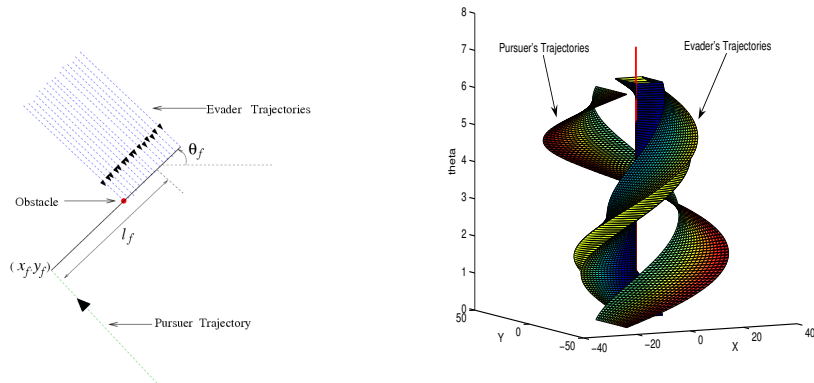 Evader Trajectories
θf
Obstacle
lf
(xf,yf)
Pursuer Trajectory
8
7
6
5
4
3
2
1
0
theta
Pursuer's Trajectories
Evader's Trajectories
50
0
−50
Y
−40
−20
0
20
40
X